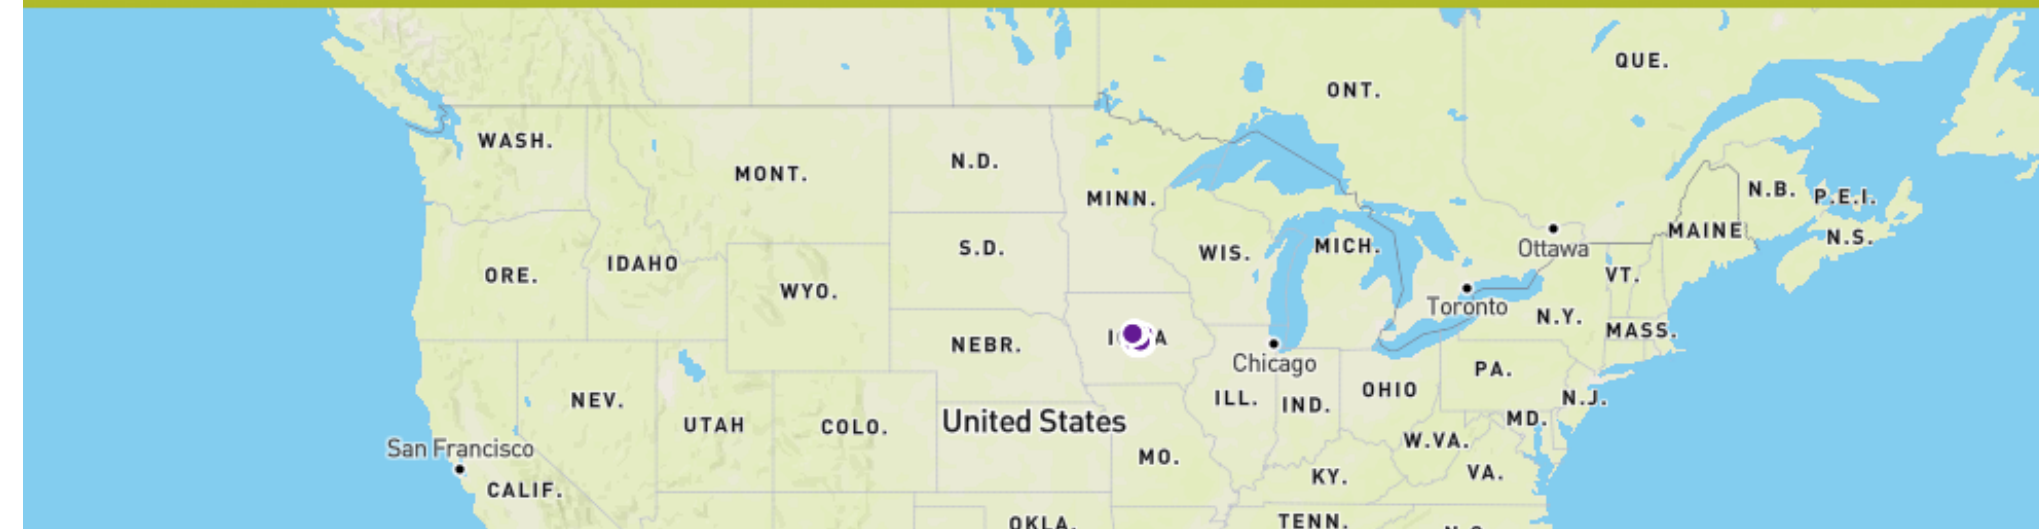 QUE.
ONT.
WASH.
N.D.
MONT.
MINN.
N.B.
P.E.I.
MAINE
N.S.
Ottawa
S.D.
WIS.
MICH.
IDAHO
ORE.
VT.
WYO.
Toronto
N.Y.
MASS.
NEBR.
Chicago
PA.
OHIO
NEV.
ILL.
IND.
N.J.
UTAH
COLO.
United States
MD.
W.VA.
San Francisco
MO.
KY.
VA.
CALIF.
OKLA.
TENN.